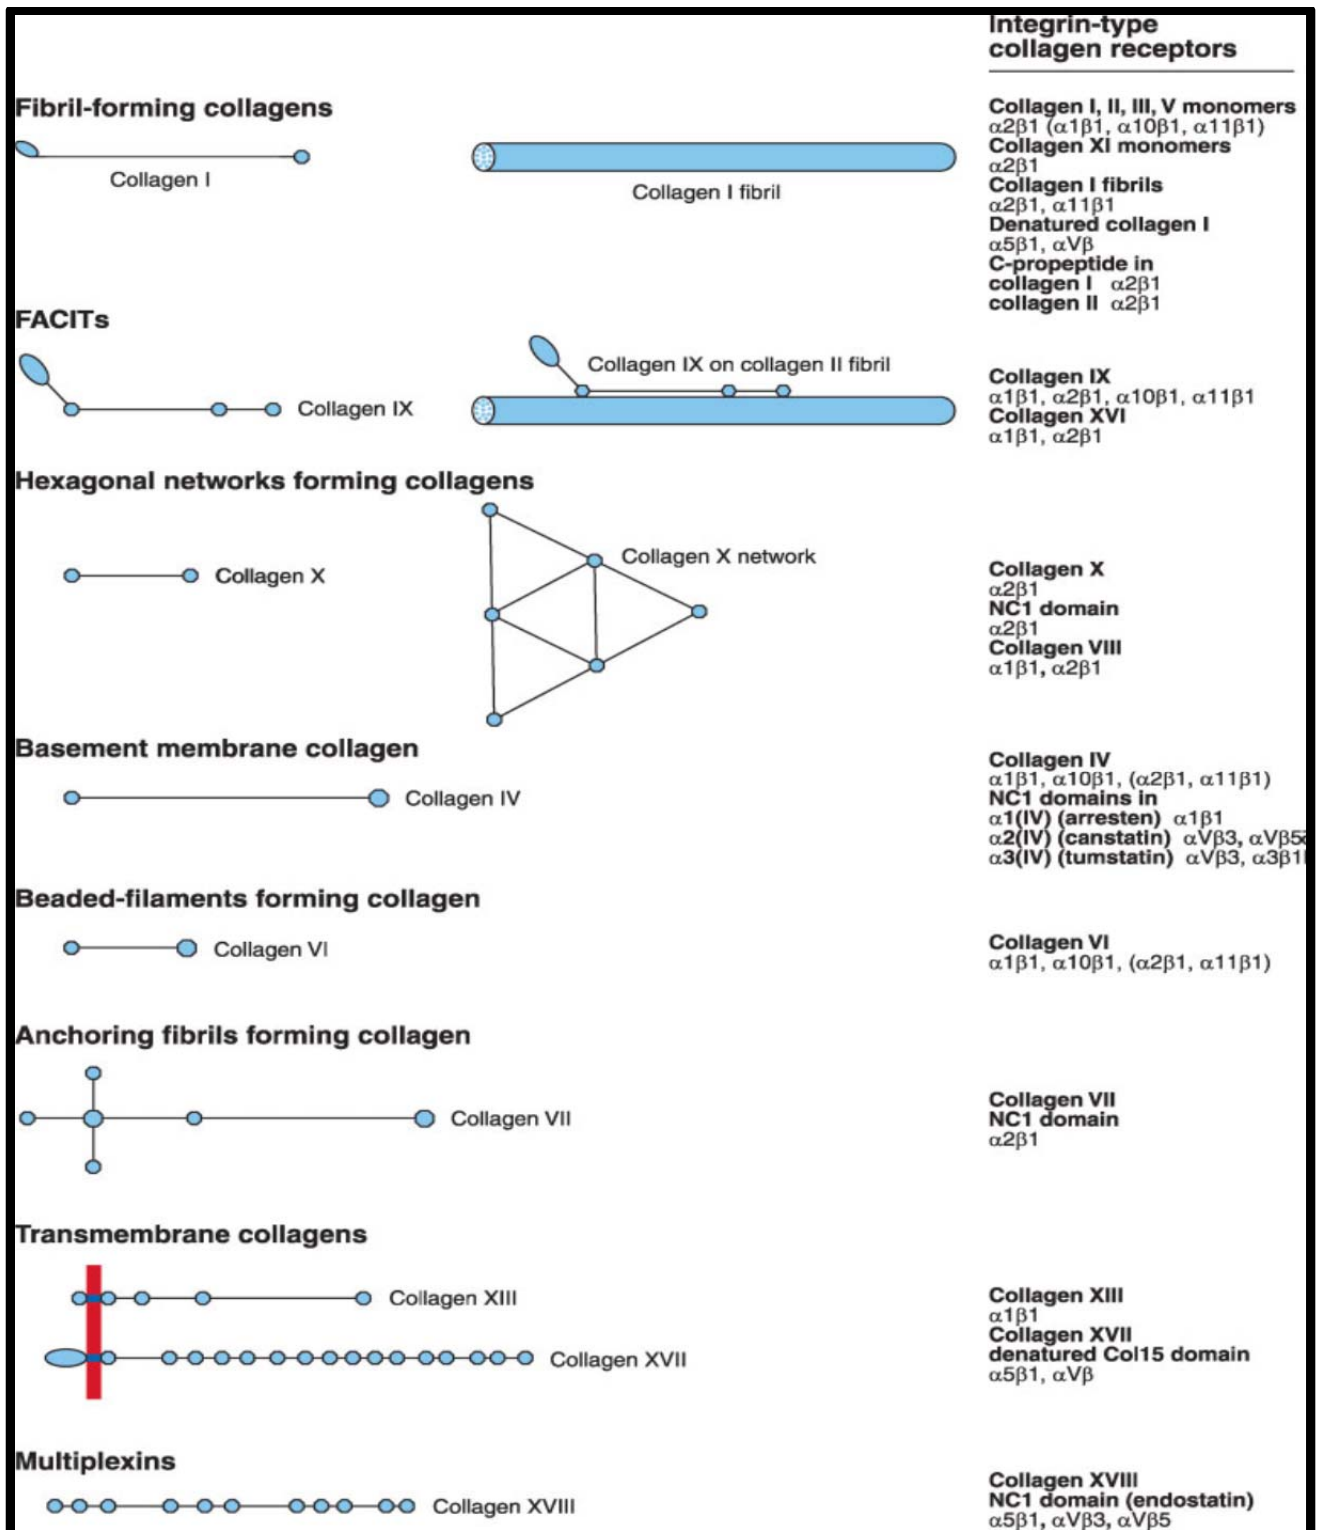 Integrin-type
collagen receptors
Fibril-forming collagens
Collagen I
Collagen I fibril
Collagen I, II, III, V monomers
α2β1 (α1β1, α10β1, α11β1)
Collagen XI monomers
α2β1
Collagen I fibrils
α2β1, α11β1
Denatured collagen I
α5β1, αVβ
C-propeptide in
collagen I α2β1
collagen II α2β1
FACITs
Collagen IX
Collagen IX on collagen II fibril
Collagen IX
α1β1, α2β1, α10β1, α11β1
Collagen XVI
α1β1, α2β1
Hexagonal networks forming collagens
Collagen X
Collagen X network
Collagen X
α2β1
NC1 domain
α2β1
Collagen VIII
α1β1, α2β1
Basement membrane collagen
Collagen IV
Collagen IV
α1β1, α10β1, (α2β1, α11β1)
NC1 domains in
α1(IV) (arresten) α1β1
α2(IV) (canstatin) αVβ3, αVβ5
α3(IV) (tumstatin) αVβ3, α3β1
Beaded-filaments forming collagen
Collagen VI
Collagen VI
α1β1, α10β1, (α2β1, α11β1)
Anchoring fibrils forming collagen
Collagen VII
Collagen VII
NC1 domain
α2β1
Transmembrane collagens
Collagen XIII
Collagen XVII
Collagen XIII
α1β1
Collagen XVII
denatured Col15 domain
α5β1, αVβ
Multiplexins
Collagen XVIII
Collagen XVIII
NC1 domain (endostatin)
α5β1, αVβ3, αVβ5